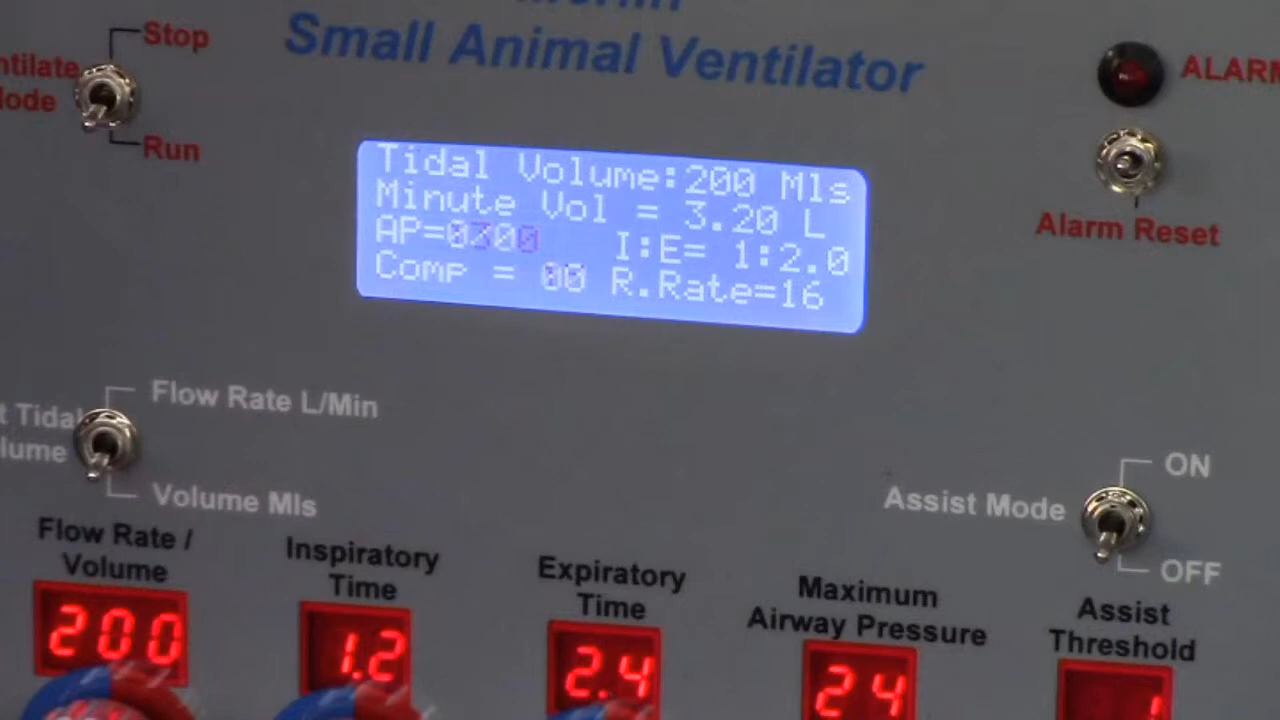 Small Animal Ventilator
Stop
Run
ALARM
Alarm Reset
Tidal Volume:200 Mls
Minute Vol = 3.20 L
I:E= 1:2.0
Comp = 00 R.Rate=16
Flow Rate L/Min
Volume Mls
Assist Mode
ON
OFF
Flow Rate /
Volume
200
Inspiratory
Time
1.2
Expiratory
Time
2.4
Maximum
Airway Pressure
24
Assist
Threshold
1